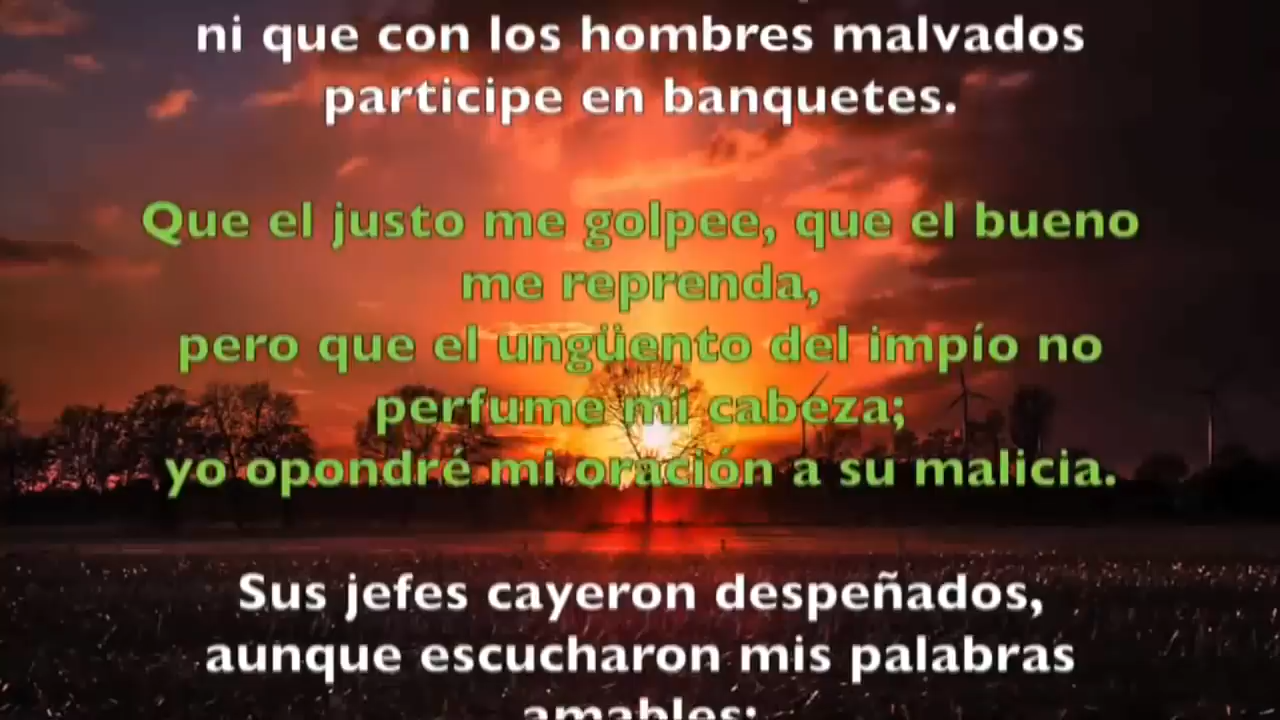 ni que con los hombres malvados
participe en banquetes.
Que el justo me golpee, que el bueno
me reprenda,
pero que el ungüento del impío no
perfume mi cabeza;
yo opondré mi oración a su malicia.
Sus jefes cayeron despeñados,
aunque escucharon mis palabras
amables;